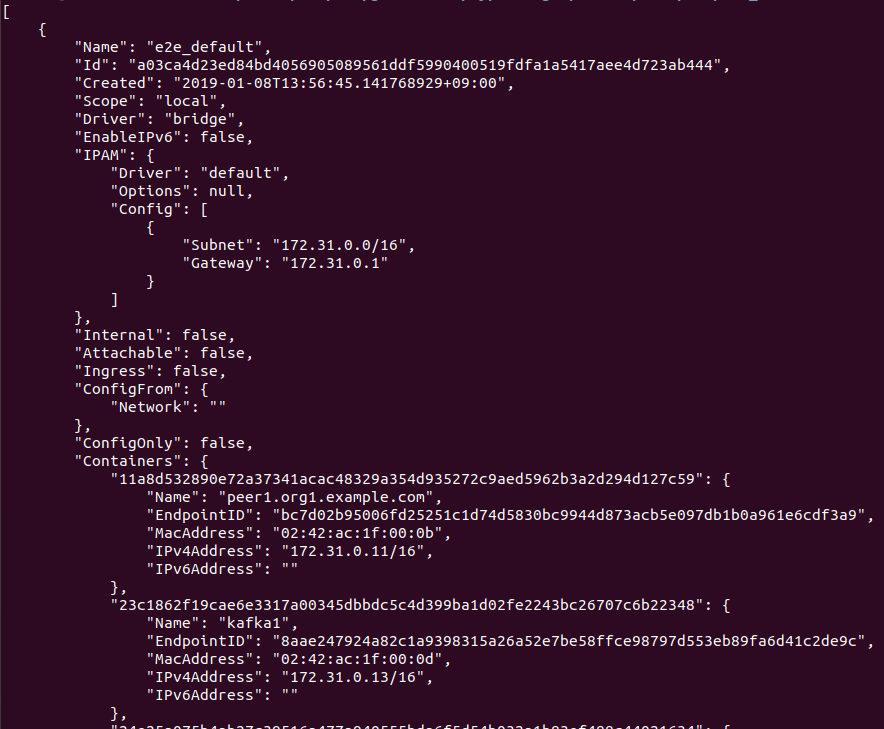 [
    {
        "Name": "e2e_default",
        "Id": "a03ca4d23ed84bd4056905089561ddf5990400519fdfa1a5417aee4d723ab444",
        "Created": "2019-01-08T13:56:45.141768929+09:00",
        "Scope": "local",
        "Driver": "bridge",
        "EnableIPv6": false,
        "IPAM": {
            "Driver": "default",
            "Options": null,
            "Config": [
                {
                    "Subnet": "172.31.0.0/16",
                    "Gateway": "172.31.0.1"
                }
            ]
        },
        "Internal": false,
        "Attachable": false,
        "Ingress": false,
        "ConfigFrom": {
            "Network": ""
        },
        "ConfigOnly": false,
        "Containers": {
            "11a8d532890e72a37341acac48329a354d935272c9aed5962b3a2d294d127c59": {
                "Name": "peer1.org1.example.com",
                "EndpointID": "bc7d02b95006fd25251c1d74d5830bc9944d873acb5e097db1b0a961e6cdf3a9",
                "MacAddress": "02:42:ac:1f:00:0b",
                "IPv4Address": "172.31.0.11/16",
                "IPv6Address": ""
            },
            "23c1862f19cae6e3317a00345dbbdc5c4d399ba1d02fe2243bc26707c6b22348": {
                "Name": "kafka1",
                "EndpointID": "8aae247924a82c1a9398315a26a52e7be58ffce98797d553eb89fa6d41c2de9c",
                "MacAddress": "02:42:ac:1f:00:0d",
                "IPv4Address": "172.31.0.13/16",
                "IPv6Address": ""
            },